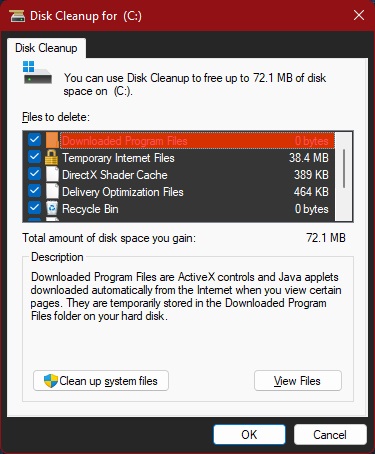 Disk Cleanup for (C:)
Disk Cleanup
You can use Disk Cleanup to free up to 72.1 MB of disk
space on (C:).
Files to delete:
Downloaded Program Files 0 bytes
Temporary Internet Files 38.4 MB
DirectX Shader Cache 389 KB
Delivery Optimization Files 464 KB
Recycle Bin 0 bytes
Total amount of disk space you gain: 72.1 MB
Description
Downloaded Program Files are ActiveX controls and Java applets
downloaded automatically from the Internet when you view certain
pages. They are temporarily stored in the Downloaded Program
Files folder on your hard disk.
Clean up system files View Files
OK Cancel